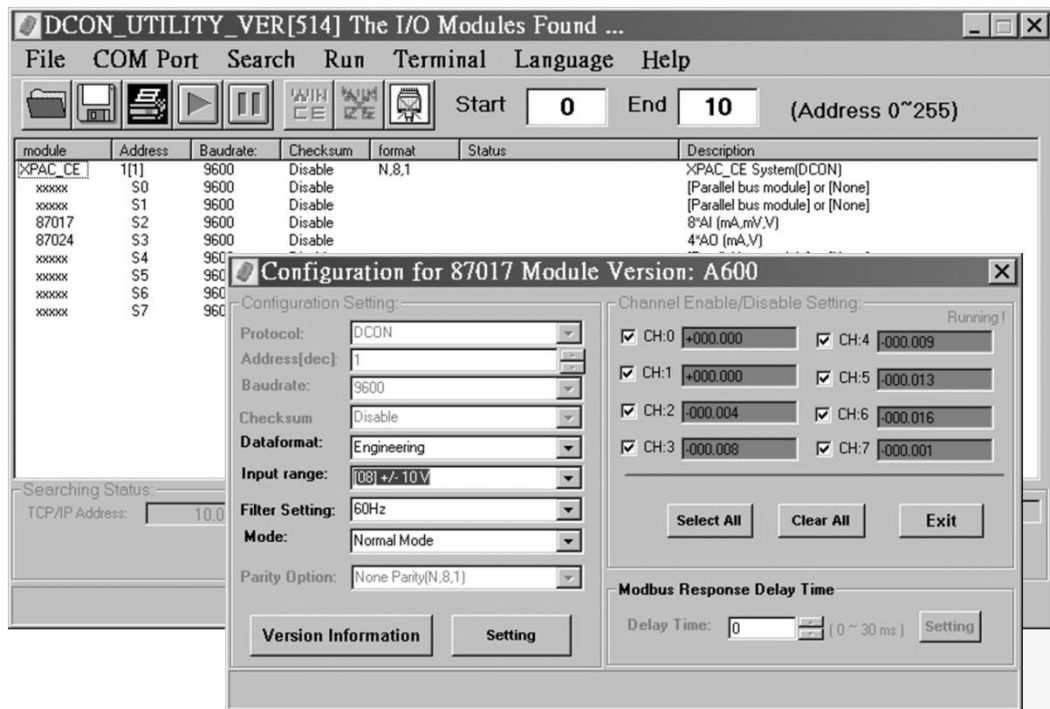 DCON_UTILITY_VER[514] The I/O Modules Found ...
File COM Port Search Run Terminal Language Help
WIN CE Start 0 End 10 (Address 0~255)
module Address Baudrate: Checksum format Status Description
XPAC_CE 1[1] 9600 Disable N,8,1 XPAC_CE System(DCON)
xxxxx S0 9600 Disable [Parallel bus module] or [None]
xxxxx S1 9600 Disable [Parallel bus module] or [None]
87017 S2 9600 Disable 8*AI (mA,mV,V)
87024 S3 9600 Disable 4*AO (mA,V)
xxxxx S4 960
xxxxx S5 960
xxxxx S6 960
xxxxx S7 960
Searching Status:
TCP/IP Address: 10.0
Configuration for 87017 Module Version: A600
Configuration Setting:
Protocol: DCON
Address[dec]: 1
Baudrate: 9600
Checksum Disable
Dataformat: Engineering
Input range: [08] +/- 10 V
Filter Setting: 60Hz
Mode: Normal Mode
Parity Option: None Parity(N,8,1)
Version Information Setting
Channel Enable/Disable Setting:
Running !
CH:0 +000.000 CH:4 -000.009
CH:1 +000.000 CH:5 -000.013
CH:2 -000.004 CH:6 -000.016
CH:3 -000.008 CH:7 -000.001
Select All Clear All Exit
Modbus Response Delay Time
Delay Time: 0 ( 0 ~ 30 ms ) Setting